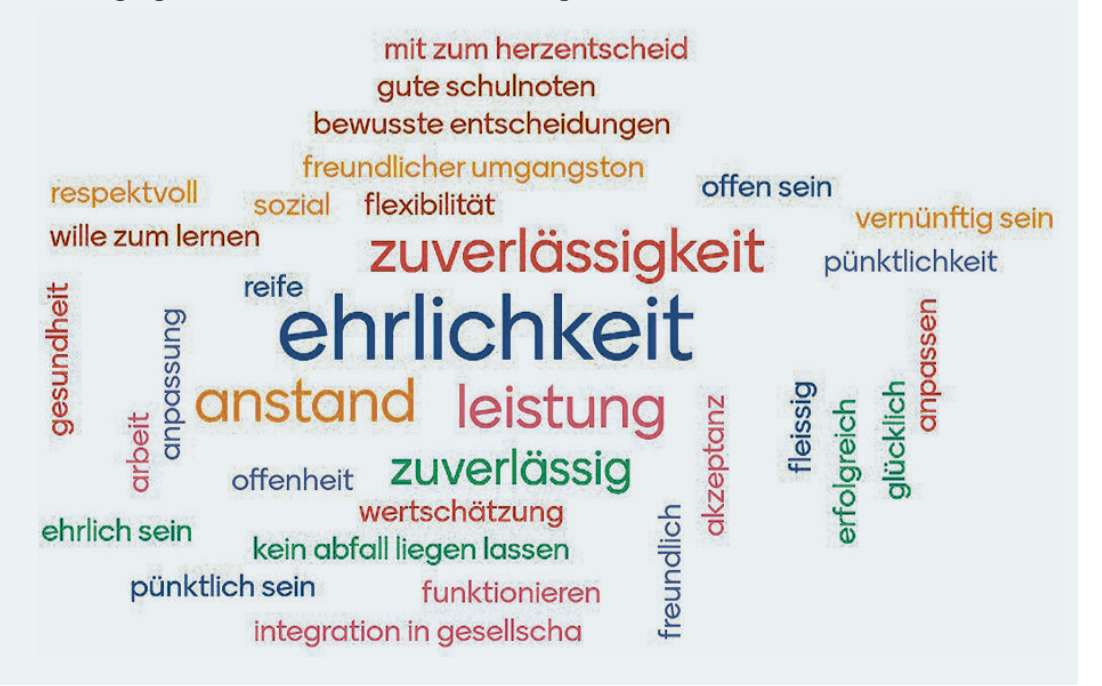 mit zum herzentscheid
gute schulnoten
bewusste entscheidungen
freundlicher umgangston
respektvoll
sozial
flexibilität
offen sein
vernünftig sein
wille zum lernen
zuverlässigkeit
pünktlichkeit
reife
ehrlichkeit
gesundheit
anpassung
arbeit
anstand
leistung
akzeptanz
fleissig
erfolgreich
glücklich
anpassen
offenheit
zuverlässig
wertschätzung
ehrlich sein
kein abfall liegen lassen
freundlich
pünktlich sein
funktionieren
integration in gesellscha